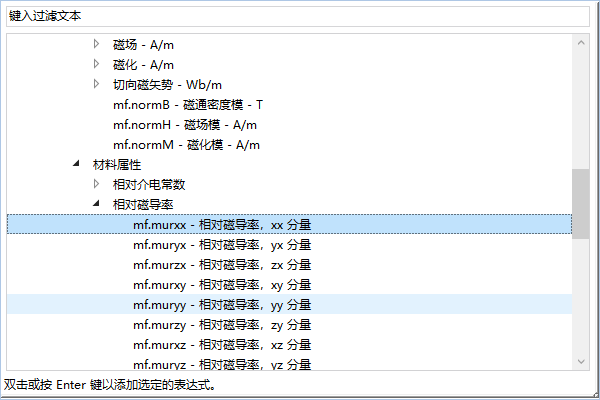 键入过滤文本
磁场 - A/m
磁化 - A/m
切向磁矢势 - Wb/m
mf.normB - 磁通密度模 - T
mf.normH - 磁场模 - A/m
mf.normM - 磁化模 - A/m
材料属性
相对介电常数
相对磁导率
mf.murxx - 相对磁导率，xx 分量
mf.muryx - 相对磁导率，yx 分量
mf.murzx - 相对磁导率，zx 分量
mf.murxy - 相对磁导率，xy 分量
mf.muryy - 相对磁导率，yy 分量
mf.murzy - 相对磁导率，zy 分量
mf.murxz - 相对磁导率，xz 分量
mf.muryz - 相对磁导率，yz 分量
双击或按 Enter 键以添加选定的表达式。